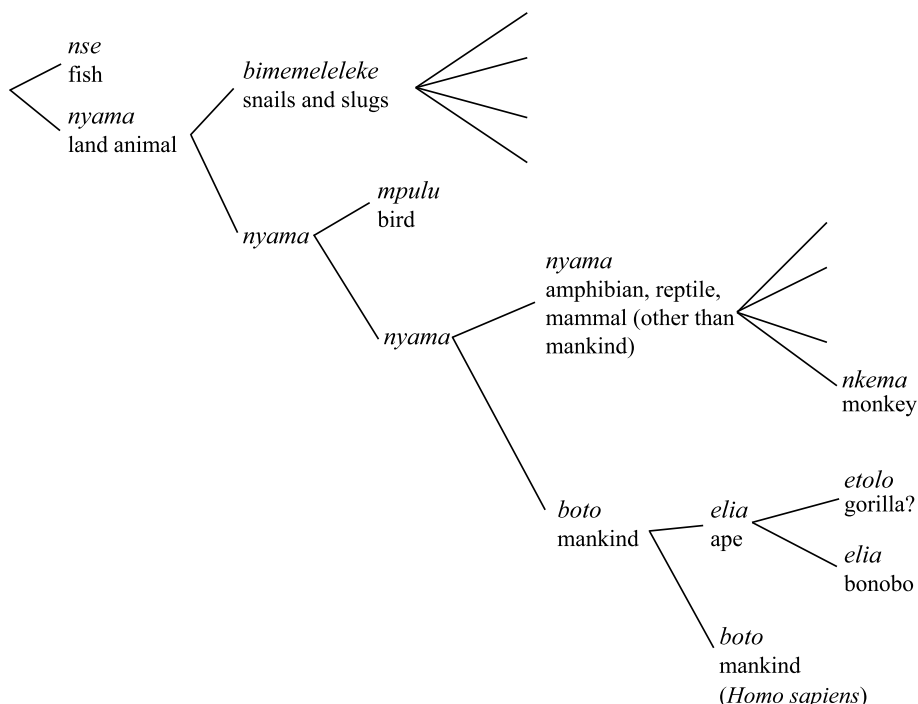 nse
fish
nyama
land animal
bimemeleleke
snails and slugs
nyama
mpulu
bird
nyama
nyama
amphibian, reptile,
mammal (other than
mankind)
nkema
monkey
boto
mankind
elia
ape
etolo
gorilla?
elia
bonobo
boto
mankind
(Homo sapiens)